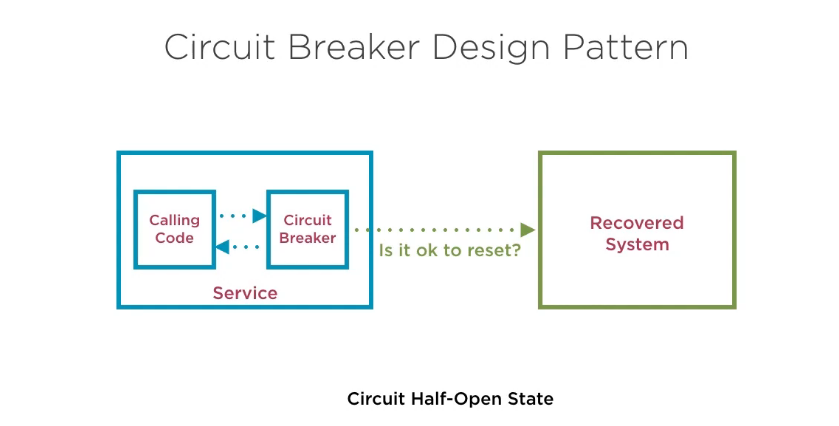 Circuit Breaker Design Pattern
Calling
Code
Circuit
Breaker
Service
Is it ok to reset?
Recovered
System
Circuit Half-Open State